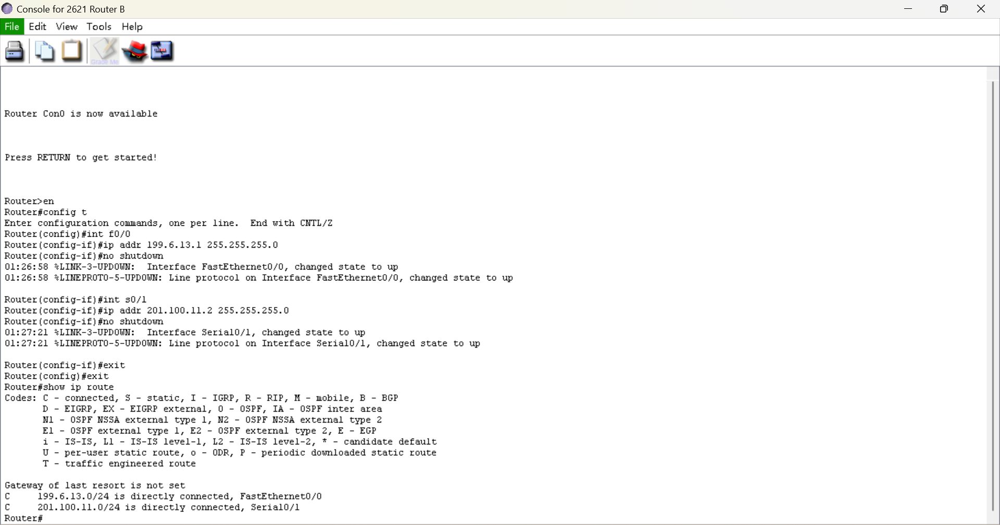 Console for 2621 Router B
File Edit View Tools Help
Grade Me
Router Con0 is now available
Press RETURN to get started!
Router>en
Router#config t
Enter configuration commands, one per line.  End with CNTL/Z
Router(config)#int f0/0
Router(config-if)#ip addr 199.6.13.1 255.255.255.0
Router(config-if)#no shutdown
01:26:58 %LINK-3-UPDOWN:  Interface FastEthernet0/0, changed state to up
01:26:58 %LINEPROTO-5-UPDOWN: Line protocol on Interface FastEthernet0/0, changed state to up
Router(config-if)#int s0/1
Router(config-if)#ip addr 201.100.11.2 255.255.255.0
Router(config-if)#no shutdown
01:27:21 %LINK-3-UPDOWN:  Interface Serial0/1, changed state to up
01:27:21 %LINEPROTO-5-UPDOWN: Line protocol on Interface Serial0/1, changed state to up
Router(config-if)#exit
Router(config)#exit
Router#show ip route
Codes: C - connected, S - static, I - IGRP, R - RIP, M - mobile, B - BGP
       D - EIGRP, EX - EIGRP external, O - OSPF, IA - OSPF inter area
       N1 - OSPF NSSA external type 1, N2 - OSPF NSSA external type 2
       E1 - OSPF external type 1, E2 - OSPF external type 2, E - EGP
       i - IS-IS, L1 - IS-IS level-1, L2 - IS-IS level-2, * - candidate default
       U - per-user static route, o - ODR, P - periodic downloaded static route
       T - traffic engineered route
Gateway of last resort is not set
C     199.6.13.0/24 is directly connected, FastEthernet0/0
C     201.100.11.0/24 is directly connected, Serial0/1
Router#